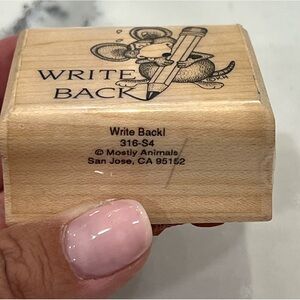 WRITE
BACK
Write Back!
316-S4
© Mostly Animals
San Jose, CA 95152